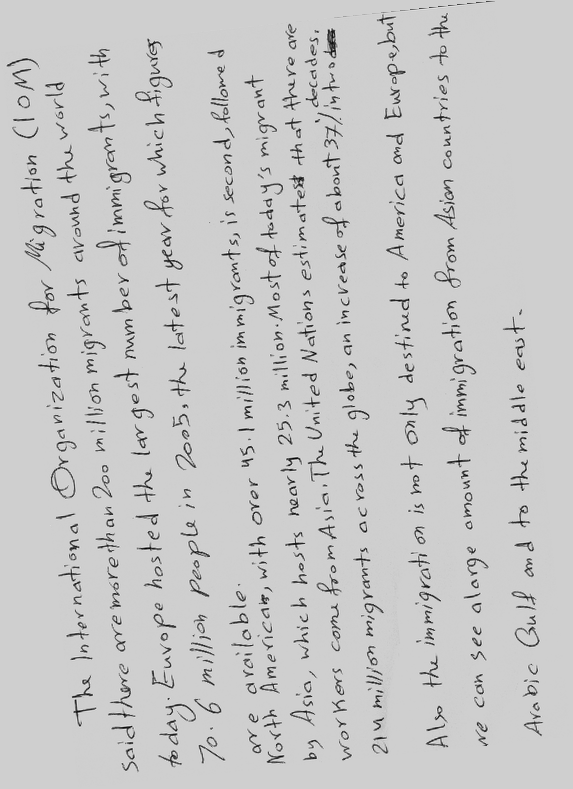 The International Organization for Migration (IOM)
said there are more than 200 million migrants around the world
today. Europe hosted the largest number of immigrants, with
70.6 million people in 2005, the latest year for which figures
are available.
North American, with over 45.1 million immigrants, is second, followed
by Asia, which hosts nearly 25.3 million. Most of today's migrant
workers come from Asia. The United Nations estimates that there are
214 million migrants across the globe, an increase of about 37% in two decades.
Also the immigration is not only destined to America and Europe, but
we can see a large amount of immigration from Asian countries to the
Arabic Gulf and to the middle east.